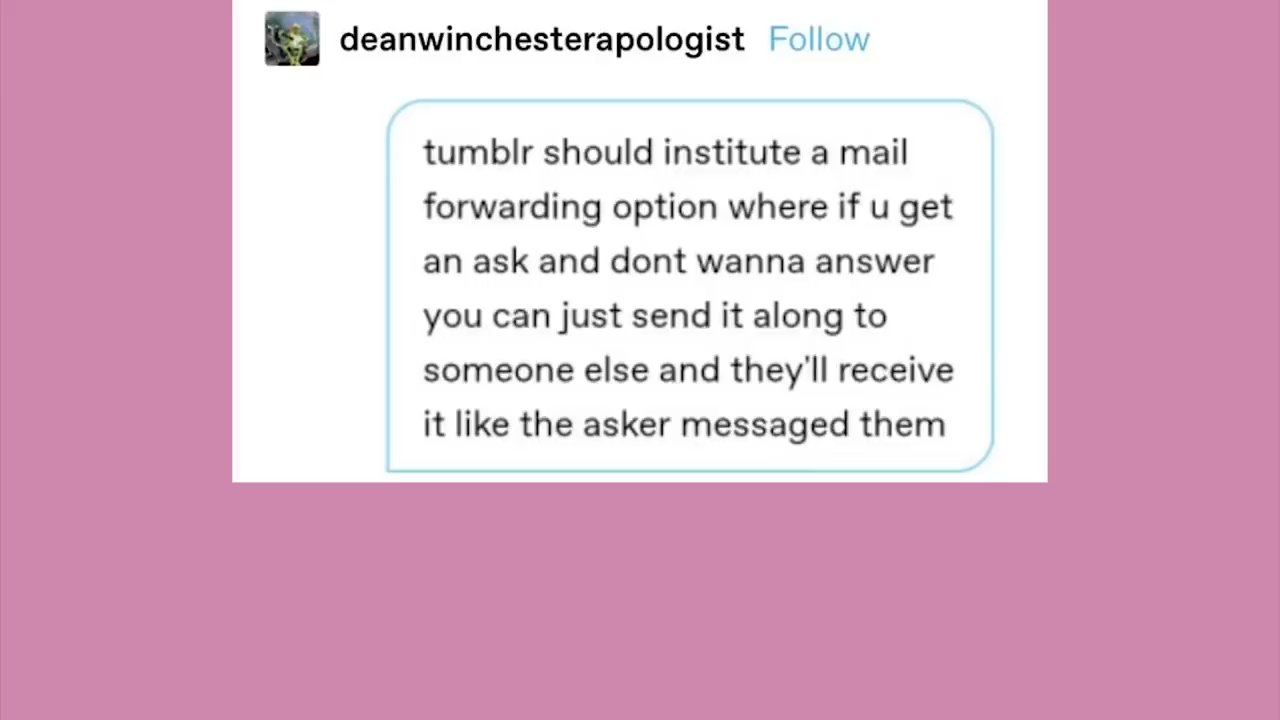 deanwinchesterapologist Follow
tumblr should institute a mail
forwarding option where if u get
an ask and dont wanna answer
you can just send it along to
someone else and they'll receive
it like the asker messaged them